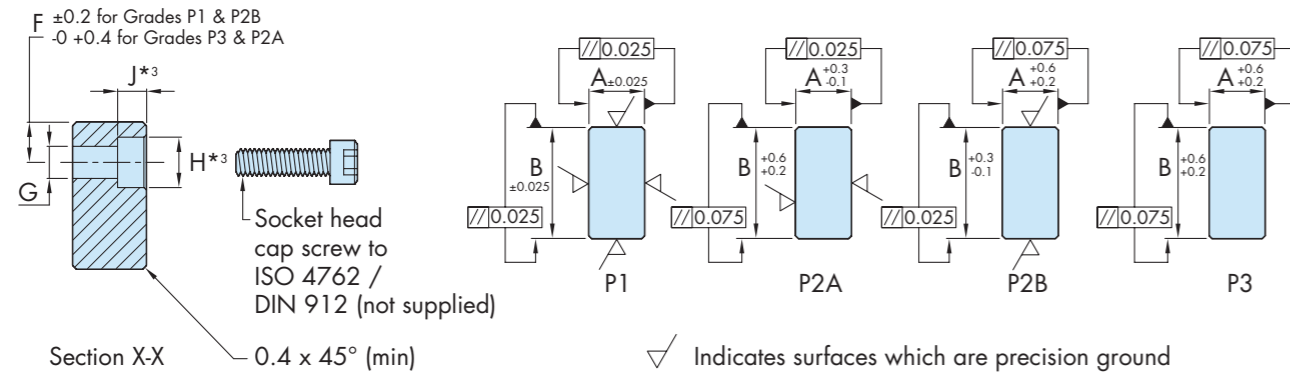 F ±0.2 for Grades P1 & P2B
-0 +0.4 for Grades P3 & P2A
J*³
H*³
G
Socket head
cap screw to
ISO 4762 /
DIN 912 (not supplied)
Section X-X
0.4 x 45° (min)
// 0.025
A ±0.025
B ±0.025
// 0.025
P1
// 0.025
A +0.3 -0.1
B +0.6 +0.2
// 0.075
P2A
// 0.075
A +0.6 +0.2
B +0.3 -0.1
// 0.025
P2B
// 0.075
A +0.6 +0.2
B +0.6 +0.2
// 0.075
P3
Indicates surfaces which are precision ground